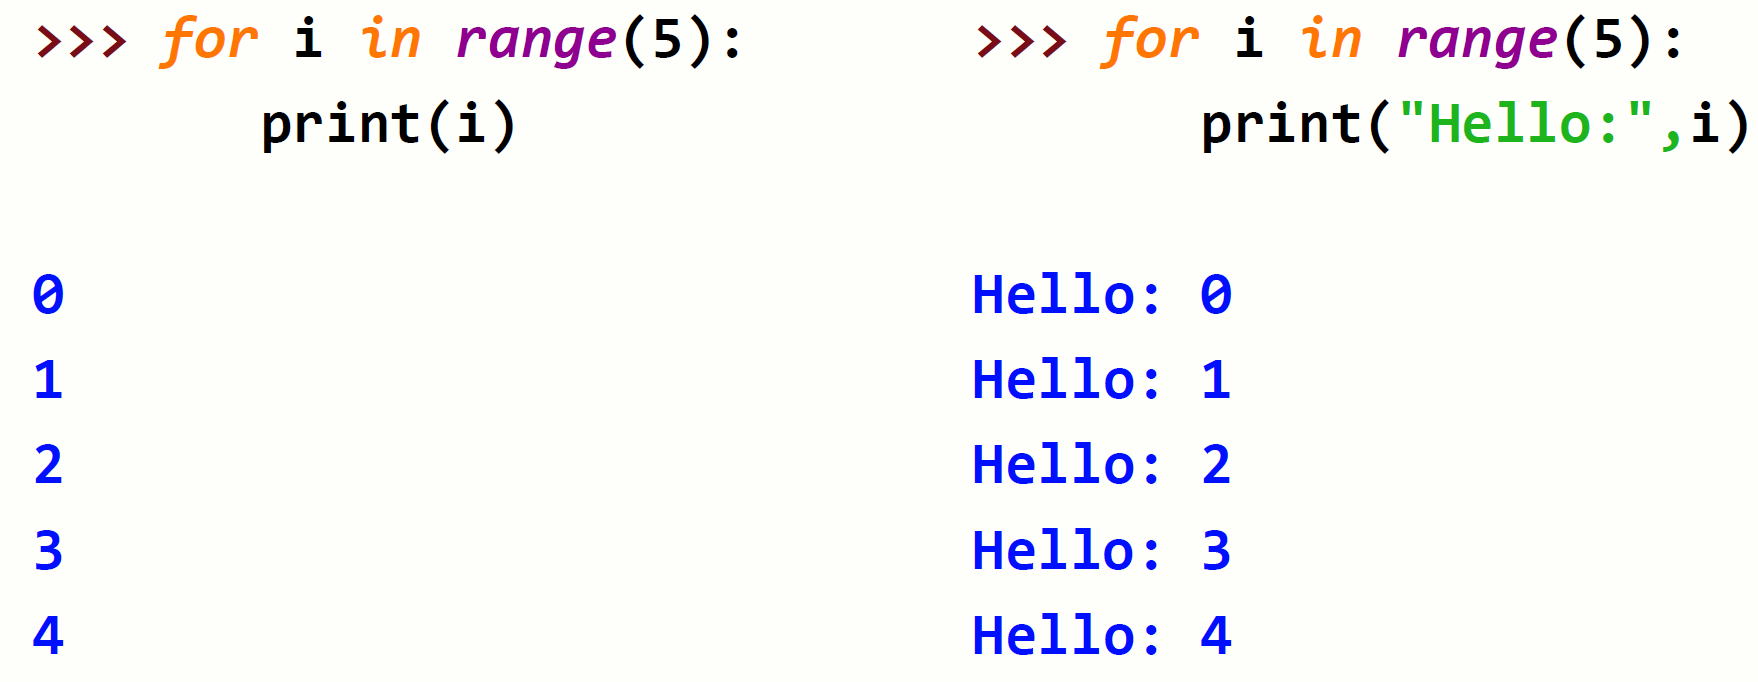 >>> for i in range(5):
        print(i)
0
1
2
3
4
>>> for i in range(5):
        print("Hello:",i)
Hello: 0
Hello: 1
Hello: 2
Hello: 3
Hello: 4